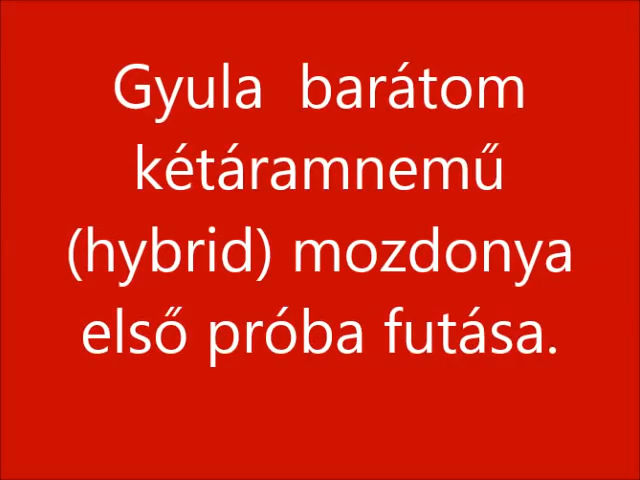 Gyula  barátom
kétáramnemű
(hybrid) mozdonya
első próba futása.